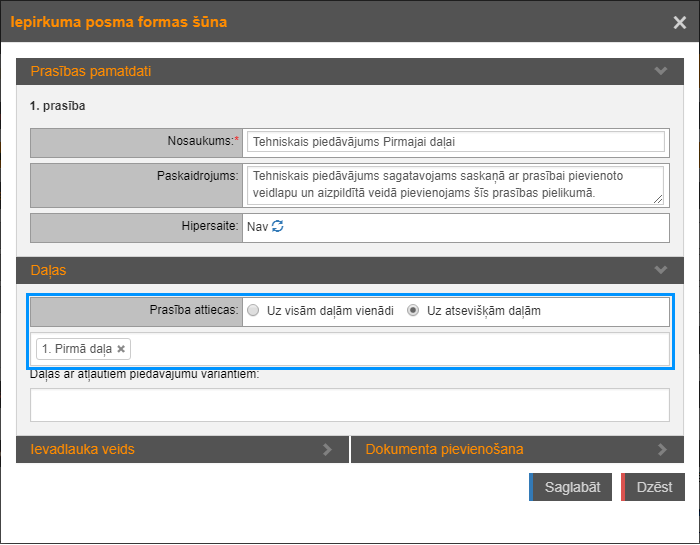 Iepirkuma posma formas šūna
Prasības pamatdati
1. prasība
Nosaukums:* Tehniskais piedāvājums Pirmajai daļai
Paskaidrojums: Tehniskais piedāvājums sagatavojams saskaņā ar prasībai pievienoto
veidlapu un aizpildītā veidā pievienojams šīs prasības pielikumā.
Hipersaite: Nav
Daļas
Prasība attiecas: Uz visām daļām vienādi Uz atsevišķām daļām
1. Pirmā daļa ×
Daļas ar atļautiem piedāvājumu variantiem:
Ievadlauka veids Dokumenta pievienošana
Saglabāt Dzēst